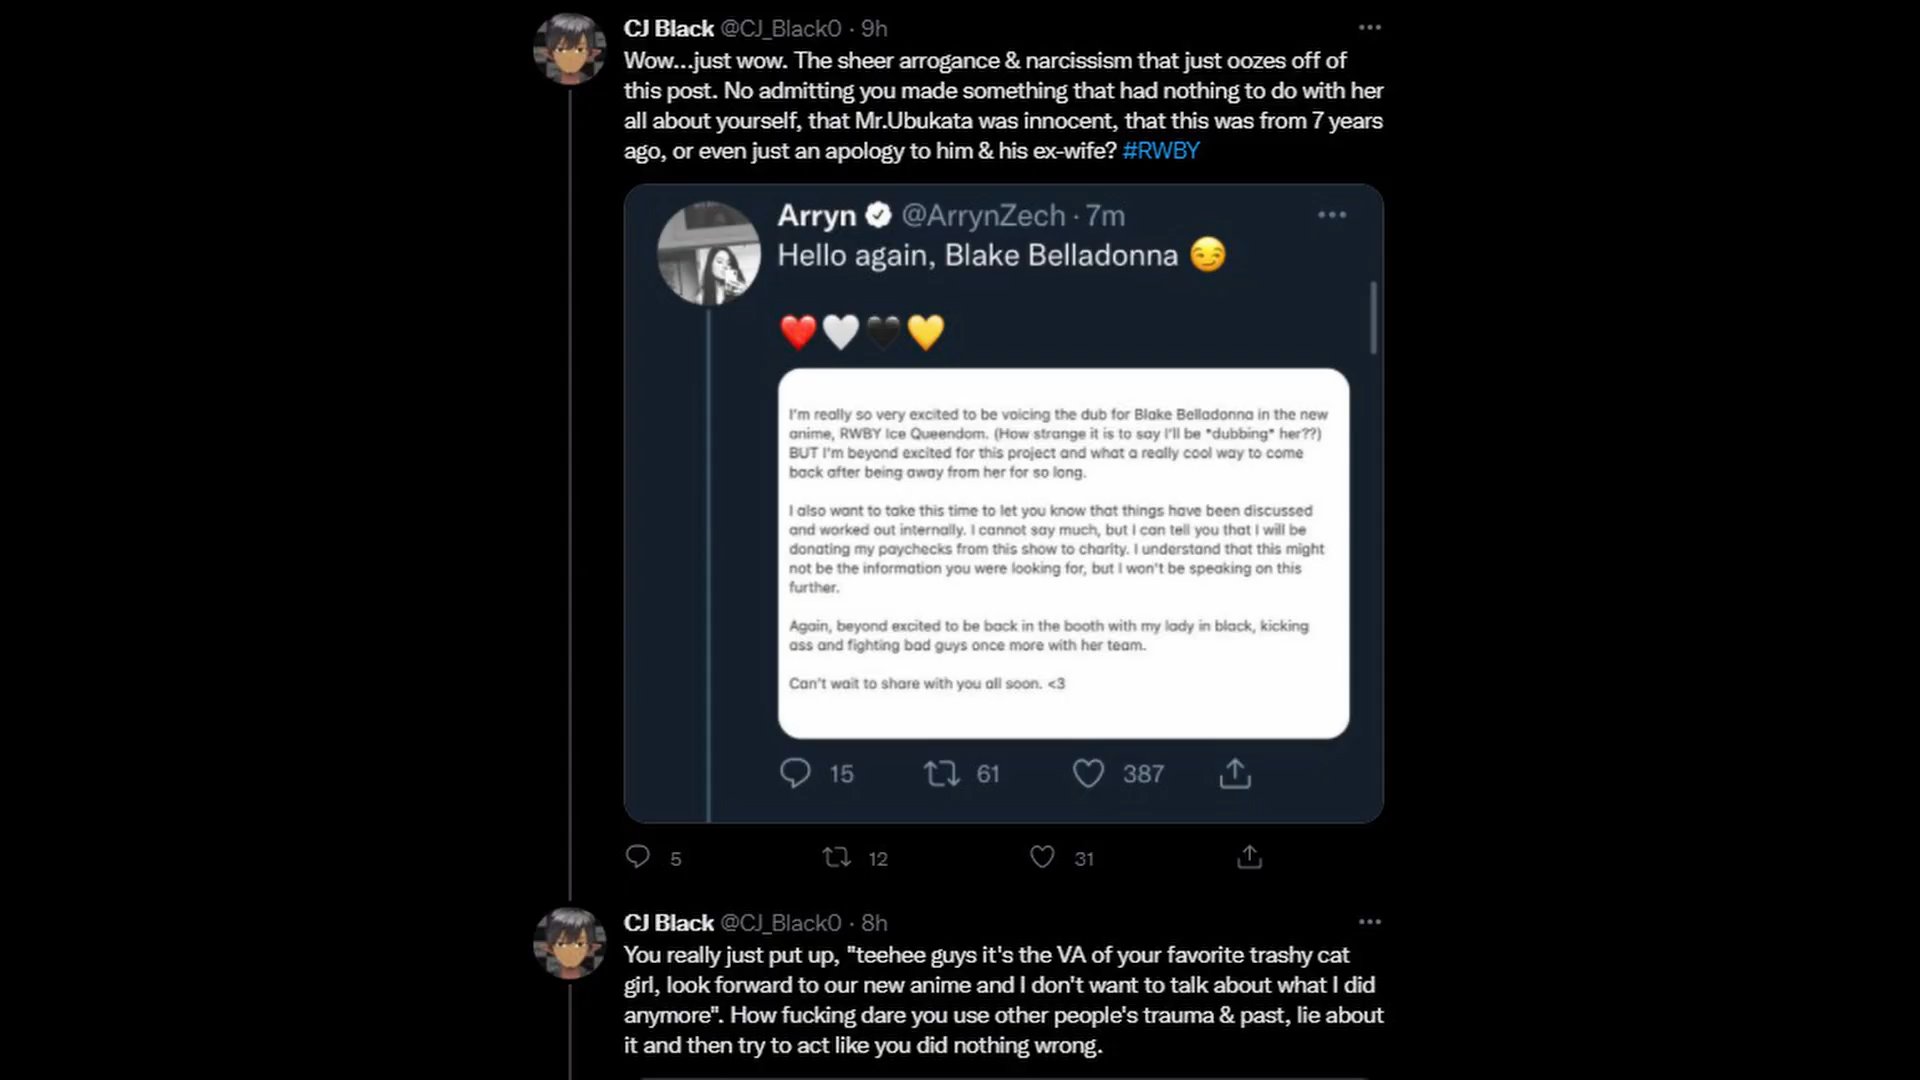 CJ Black @CJ_Black0 · 9h
Wow...just wow. The sheer arrogance & narcissism that just oozes off of
this post. No admitting you made something that had nothing to do with her
all about yourself, that Mr.Ubukata was innocent, that this was from 7 years
ago, or even just an apology to him & his ex-wife? #RWBY
Arryn @ArrynZech · 7m
Hello again, Blake Belladonna 😏
❤️🤍🖤💛
I'm really so very excited to be voicing the dub for Blake Belladonna in the new
anime, RWBY Ice Queendom. (How strange it is to say I'll be *dubbing* her??)
BUT I'm beyond excited for this project and what a really cool way to come
back after being away from her for so long.
I also want to take this time to let you know that things have been discussed
and worked out internally. I cannot say much, but I can tell you that I will be
donating my paychecks from this show to charity. I understand that this might
not be the information you were looking for, but I won't be speaking on this
further.
Again, beyond excited to be back in the booth with my lady in black, kicking
ass and fighting bad guys once more with her team.
Can't wait to share with you all soon. <3
15 61 387
5 12 31
CJ Black @CJ_Black0 · 8h
You really just put up, "teehee guys it's the VA of your favorite trashy cat
girl, look forward to our new anime and I don't want to talk about what I did
anymore". How fucking dare you use other people's trauma & past, lie about
it and then try to act like you did nothing wrong.